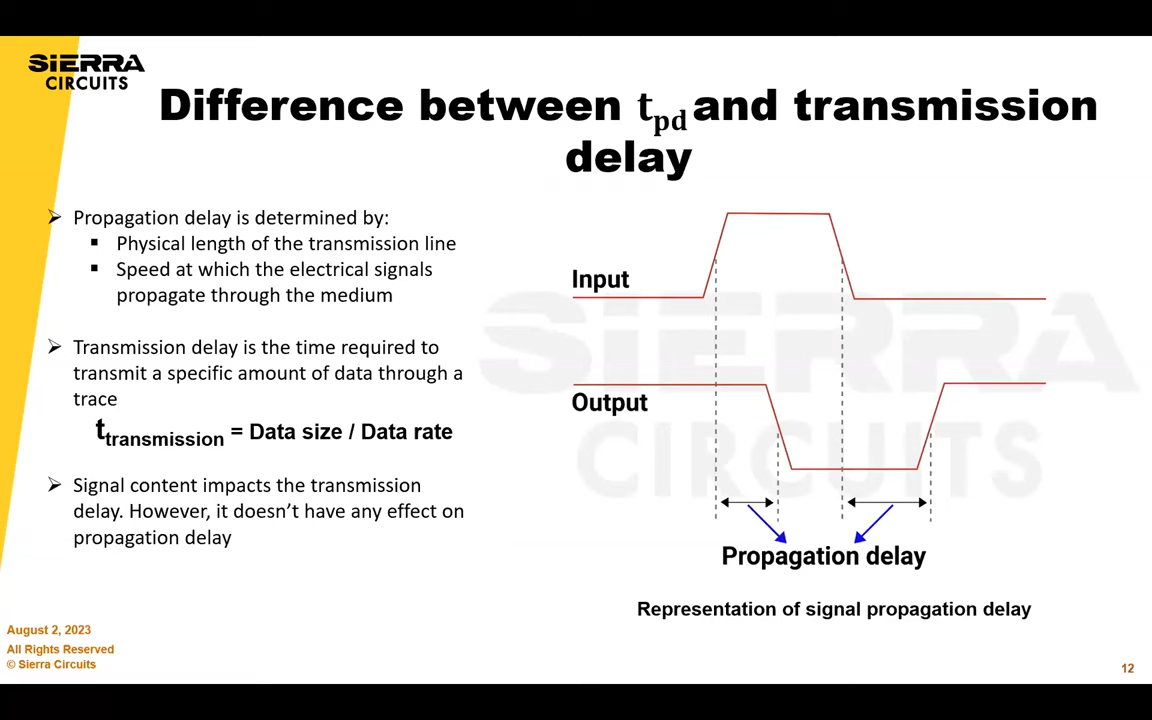 SIERRA
CIRCUITS
Difference between tpd and transmission
delay
➢ Propagation delay is determined by:
▪ Physical length of the transmission line
▪ Speed at which the electrical signals
propagate through the medium
➢ Transmission delay is the time required to
transmit a specific amount of data through a
trace
ttransmission = Data size / Data rate
➢ Signal content impacts the transmission
delay. However, it doesn't have any effect on
propagation delay
Input
Output
SIERRA
CIRCUITS
Propagation delay
Representation of signal propagation delay
August 2, 2023
All Rights Reserved
© Sierra Circuits
12